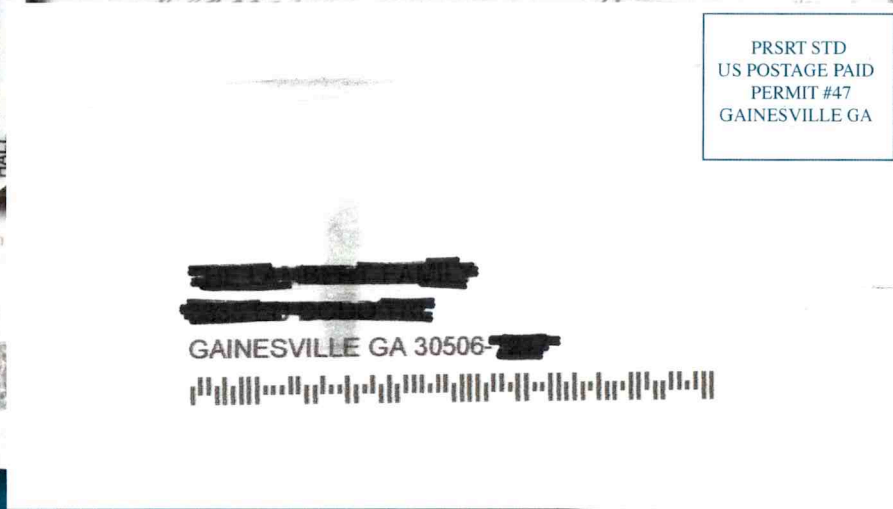 PRSRT STD
US POSTAGE PAID
PERMIT #47
GAINESVILLE GA
GAINESVILLE GA 30506-